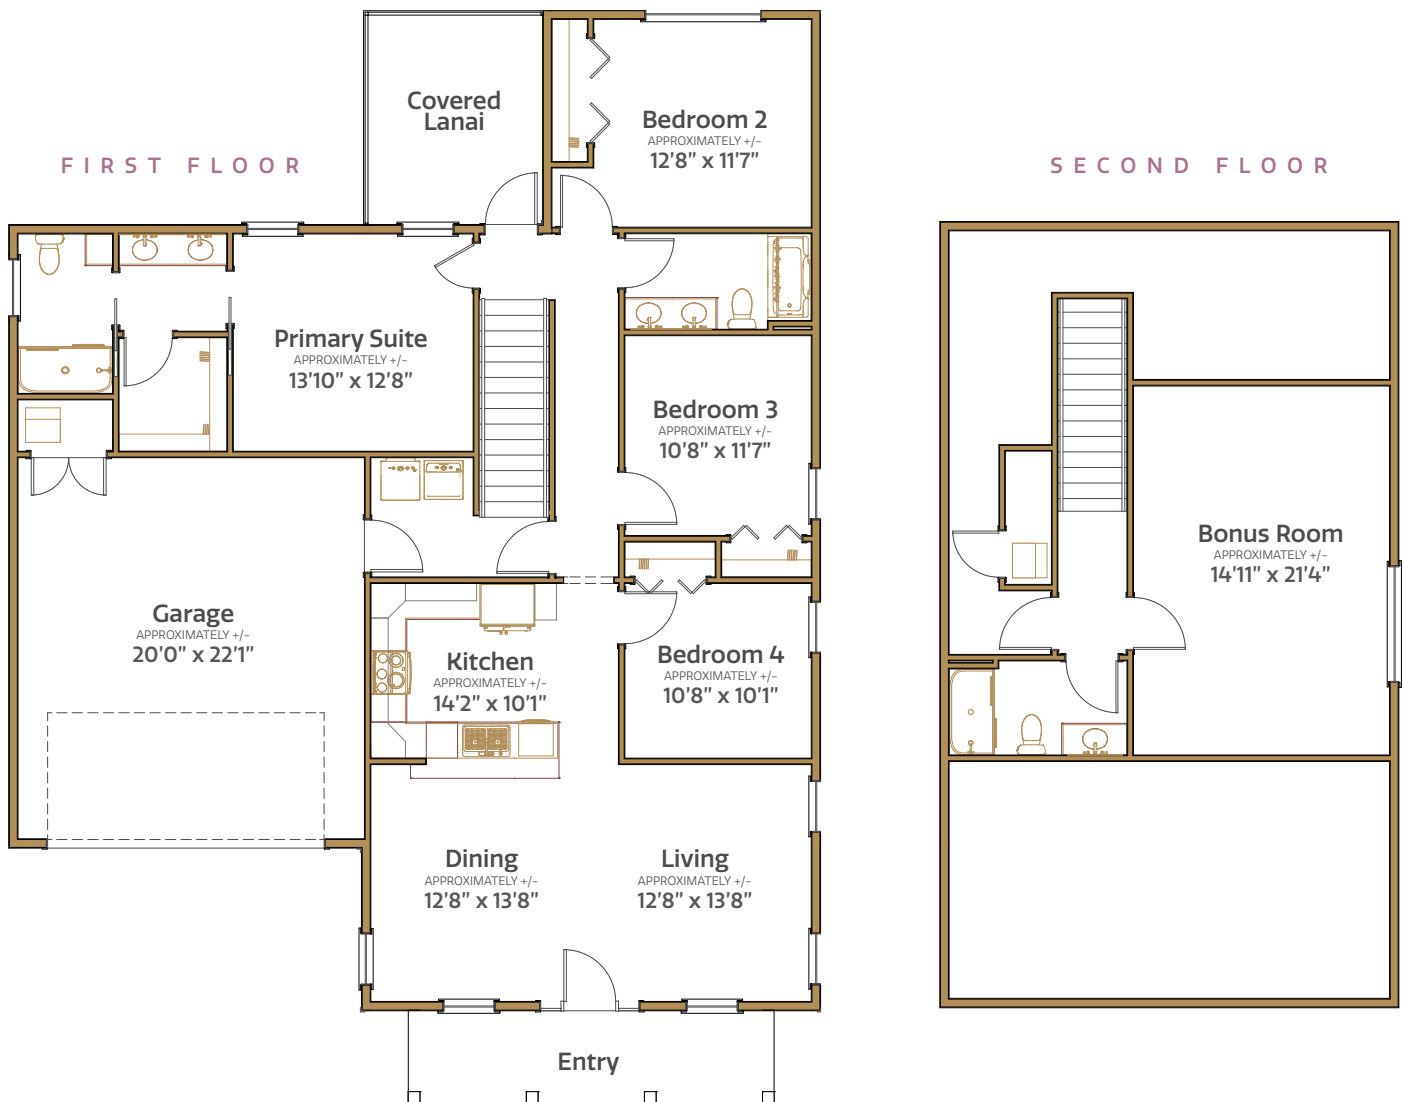 FIRST FLOOR
Covered
Lanai
Bedroom 2
APPROXIMATELY +/-
12'8” x 11'7”
Primary Suite
APPROXIMATELY +/-
13'10” x 12'8”
Bedroom 3
APPROXIMATELY +/-
10'8” x 11'7”
Garage
APPROXIMATELY +/-
20'0” x 22'1”
Kitchen
APPROXIMATELY +/-
14'2” x 10'1”
Bedroom 4
APPROXIMATELY +/-
10'8” x 10'1”
Dining
APPROXIMATELY +/-
12'8” x 13'8”
Living
APPROXIMATELY +/-
12'8” x 13'8”
Entry
SECOND FLOOR
Bonus Room
APPROXIMATELY +/-
14'11” x 21'4”